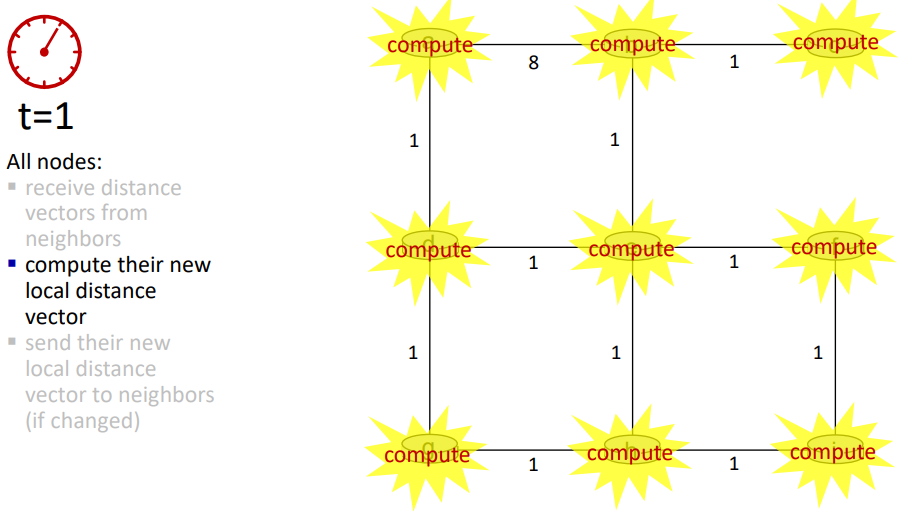 t=1
All nodes:
▪ receive distance
vectors from
neighbors
▪ compute their new
local distance
vector
▪ send their new
local distance
vector to neighbors
(if changed)
compute
8
compute
1
compute
1
1
compute
1
compute
1
compute
1
1
1
compute
1
compute
1
compute